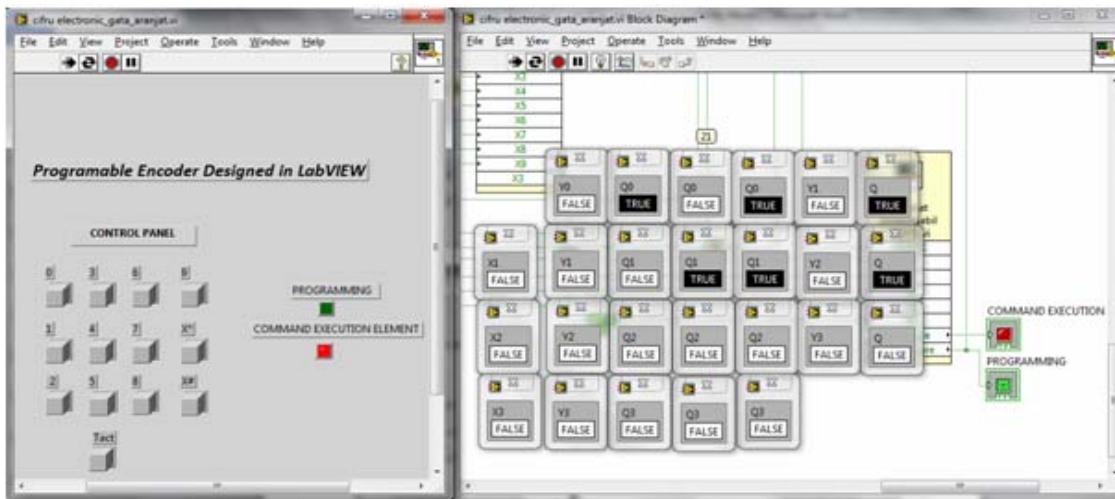 cifru electronic_gata_aranjat.vi
File Edit View Project Operate Tools Window Help
Programable Encoder Designed in LabVIEW
CONTROL PANEL
0 3 6 9
PROGRAMMING
COMMAND EXECUTION ELEMENT
1 4 7 X*
2 5 8 X#
Tact
cifru electronic_gata_aranjat.vi Block Diagram *
File Edit View Project Operate Tools Window Help
X3
X4
X5
X6
X7
X8
X9
X3
21
Y0 Q0 Q0 Q0 Y1 Q
FALSE TRUE FALSE TRUE FALSE TRUE
X1 Y1 Q1 Q1 Q1 Y2 Q
FALSE FALSE FALSE TRUE TRUE FALSE TRUE
X2 Y2 Q2 Q2 Q2 Y3 Q
FALSE FALSE FALSE FALSE FALSE FALSE FALSE
X3 Y3 Q3 Q3 Q3
FALSE FALSE FALSE FALSE FALSE
COMMAND EXECUTION
PROGRAMMING